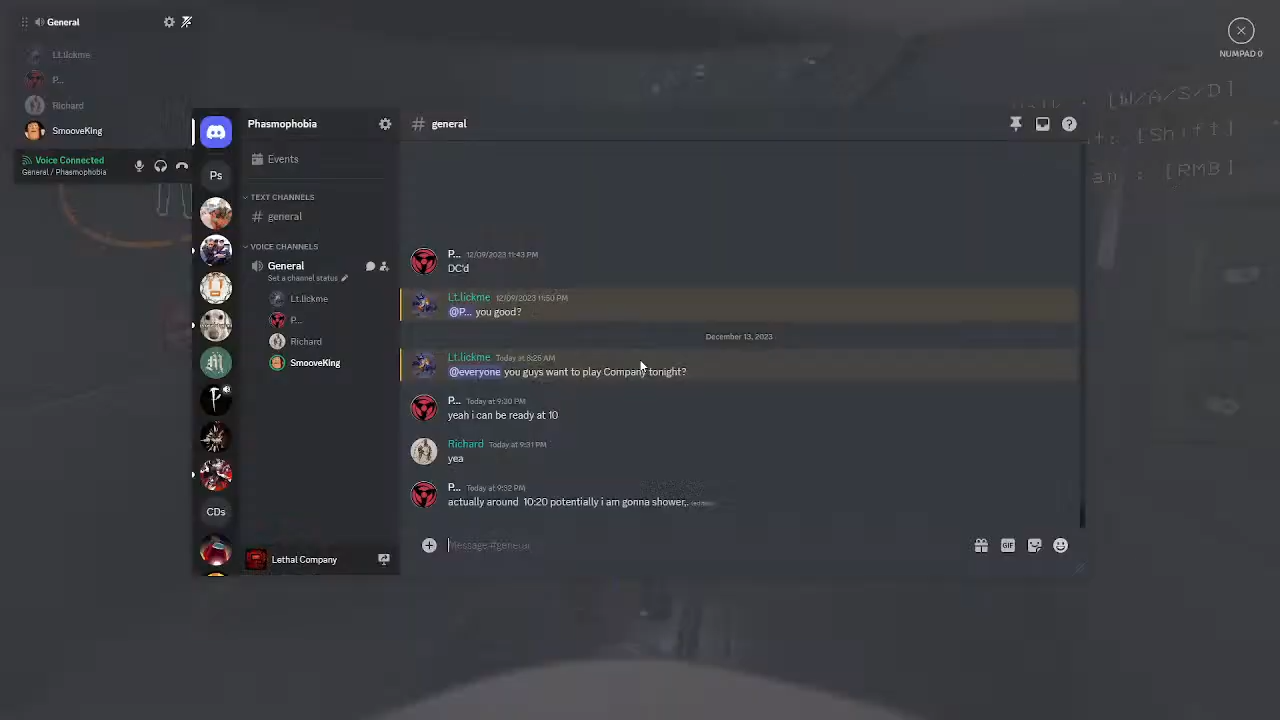 General
NUMPAD 0
Lt.lickme
P...
Richard
SmooveKing
Voice Connected
General / Phasmophobia
[W/A/S/D]
[Shift]
: [RMB]
Phasmophobia
# general
Ps
Events
TEXT CHANNELS
# general
VOICE CHANNELS
General
Set a channel status
Lt.lickme
P...
Richard
SmooveKing
CDs
Lethal Company
P... 12/09/2023 11:43 PM
DC'd
Lt.lickme 12/09/2023 11:50 PM
@P... you good?
December 13, 2023
Lt.lickme Today at 8:25 AM
@everyone you guys want to play Company tonight?
P... Today at 9:30 PM
yeah i can be ready at 10
Richard Today at 9:31 PM
yea
P... Today at 9:32 PM
actually around 10:20 potentially i am gonna shower,.
Message #general
GIF